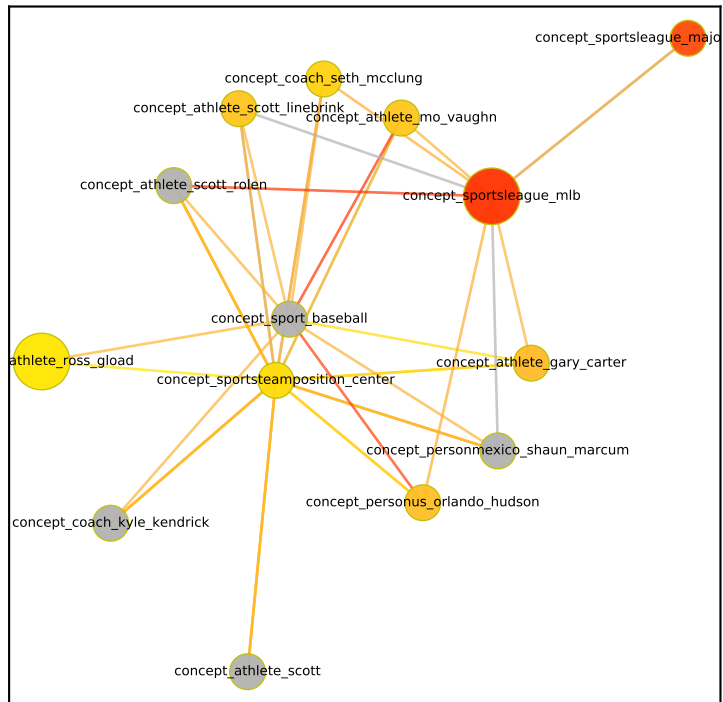 concept_sportsleague_majo
concept_coach_seth_mcclung
concept_athlete_scott_linebrink
concept_athlete_mo_vaughn
concept_athlete_scott_rolen
concept_sportsleague_mlb
concept_sport_baseball
athlete_ross_gload
concept_athlete_gary_carter
concept_sportsteamposition_center
concept_personmexico_shaun_marcum
concept_personus_orlando_hudson
concept_coach_kyle_kendrick
concept_athlete_scott